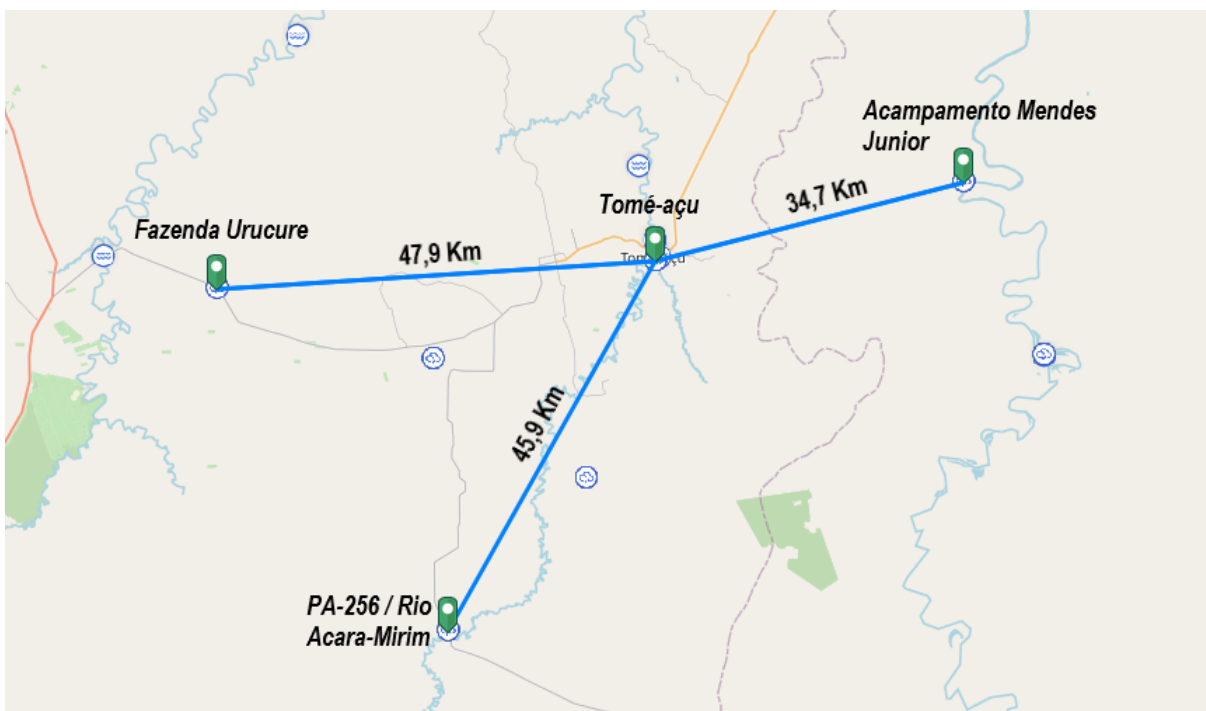 Acampamento Mendes
Junior
34,7 Km
Tomé-açu
Fazenda Urucure
47,9 Km
45,9 Km
PA-256 / Rio
Acara-Mirim